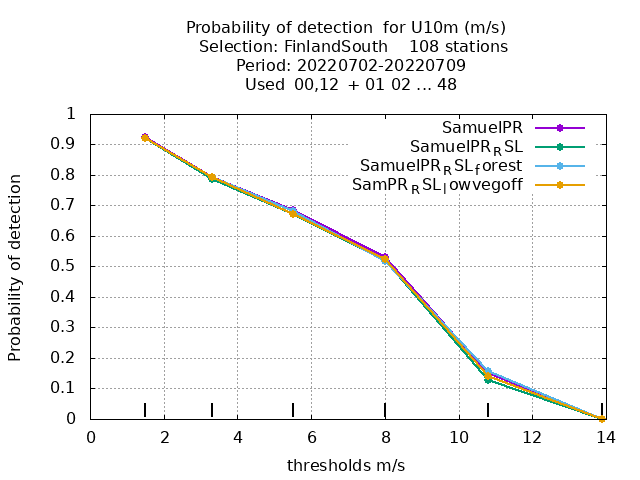 Probability of detection for U10m (m/s)
Selection: FinlandSouth 108 stations
Period: 20220702-20220709
Used 00,12 + 01 02 ... 48
SamuelPR
SamuelPR_RSL
SamuelPR_RSL_forest
SamPR_RSL_lowvegoff
Probability of detection
1
0.9
0.8
0.7
0.6
0.5
0.4
0.3
0.2
0.1
0
0 2 4 6 8 10 12 14
thresholds m/s